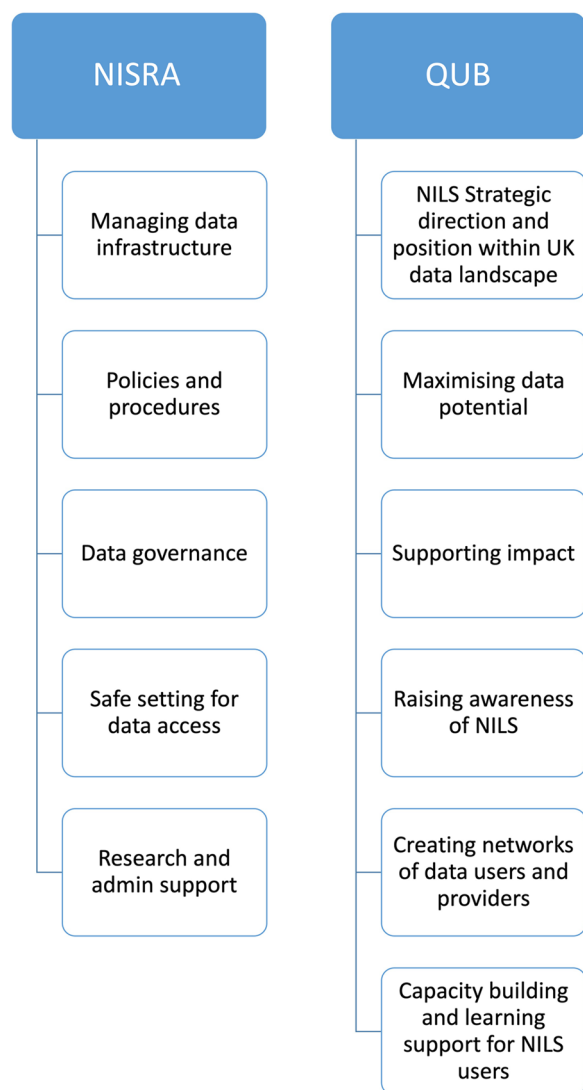 NISRA
Managing data
infrastructure
Policies and
procedures
Data governance
Safe setting for
data access
Research and
admin support
QUB
NILS Strategic
direction and
position within UK
data landscape
Maximising data
potential
Supporting impact
Raising awareness
of NILS
Creating networks
of data users and
providers
Capacity building
and learning
support for NILS
users